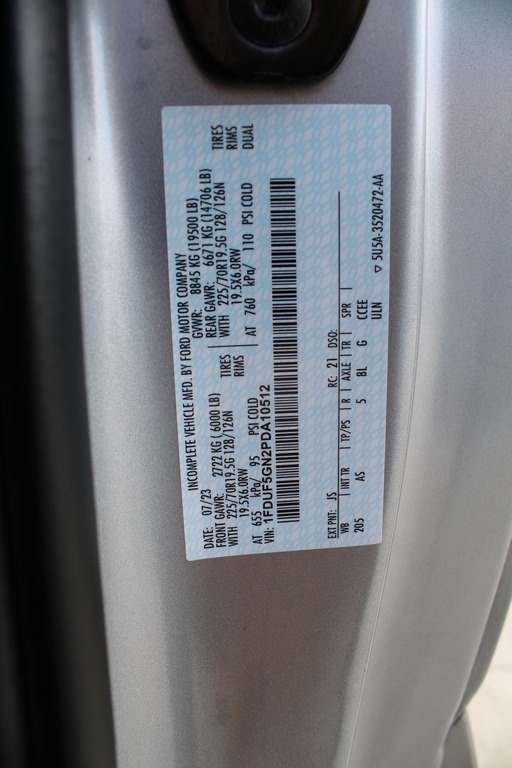 INCOMPLETE VEHICLE MFD. BY FORD MOTOR COMPANY
DATE: 07/23 GVWR: 8845 KG (19500 LB)
FRONT GAWR: 2722 KG (6000 LB) REAR GAWR: 6671 KG (14706 LB)
WITH 225/70R19.5G 128/126N TIRES WITH 225/70R19.5G 128/126N TIRES
19.5X6.0RW RIMS 19.5X6.0RW RIMS
AT 655 kPa/ 95 PSI COLD AT 760 kPa/ 110 PSI COLD DUAL
VIN: 1FDUF5GN2PDA10512
EXT PNT: JS RC: 21 DSO:
WB INT TR TP/PS R AXLE TR SPR
205 AS 5 BL G CCEE
ULN
▽ 5U5A-3520472-AA